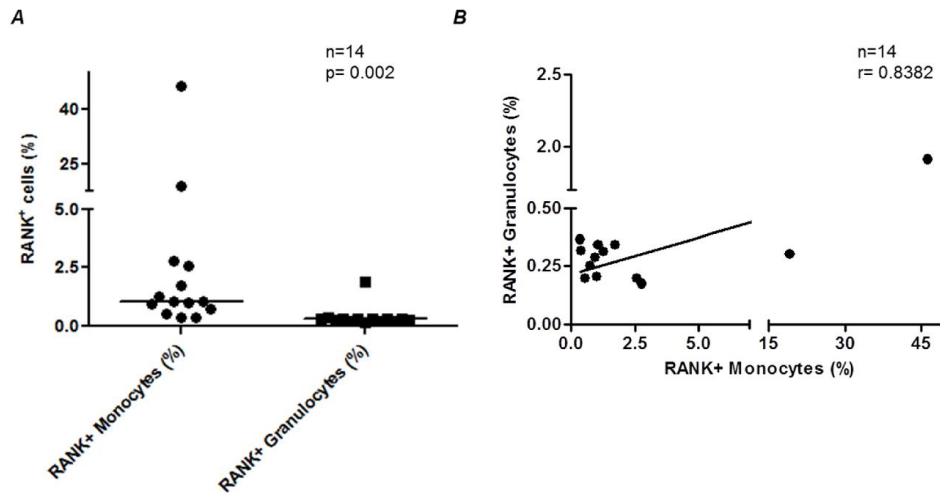 A
n=14
p= 0.002
RANK+ cells (%)
40
25
5.0
2.5
0.0
RANK+ Monocytes (%)
RANK+ Granulocytes (%)
B
n=14
r= 0.8382
RANK+ Granulocytes (%)
2.5
2.0
0.50
0.25
0.00
0.0
2.5
5.0
15
30
45
RANK+ Monocytes (%)